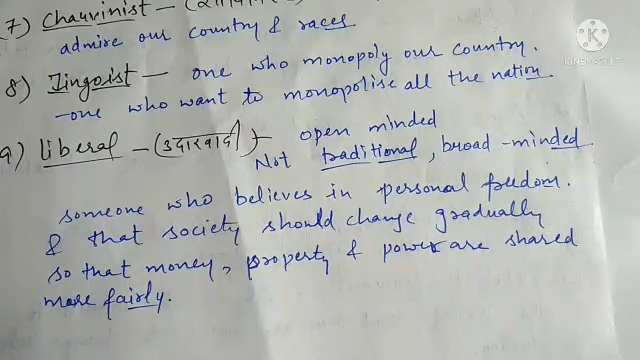 7) Chauvinist - (
admire our country & races
8) Jingoist - one who monopoly our country.
- one who want to monopolise all the nation.
9) liberal - (उदारवादी) - open minded
Not traditional, broad-minded
someone who believes in personal freedom.
& that society should change gradually
so that money, property & power are shared
more fairly.
KINEMASTER